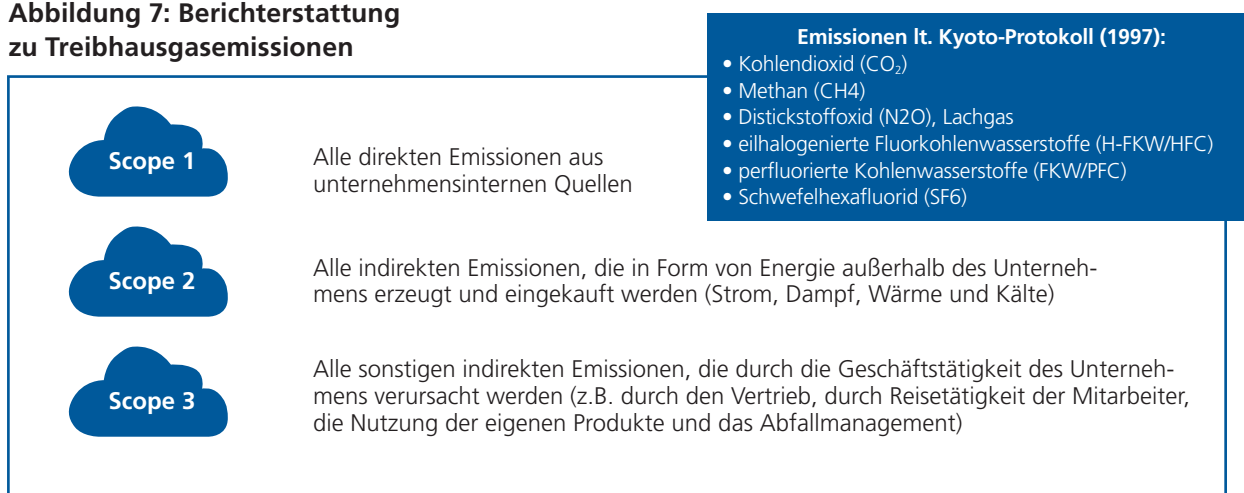 Abbildung 7: Berichterstattung
zu Treibhausgasemissionen
Emissionen lt. Kyoto-Protokoll (1997):
• Kohlendioxid (CO₂)
• Methan (CH4)
• Distickstoffoxid (N2O), Lachgas
• eilhalogenierte Fluorkohlenwasserstoffe (H-FKW/HFC)
• perfluorierte Kohlenwasserstoffe (FKW/PFC)
• Schwefelhexafluorid (SF6)
Scope 1
Alle direkten Emissionen aus
unternehmensinternen Quellen
Scope 2
Alle indirekten Emissionen, die in Form von Energie außerhalb des Unterneh-
mens erzeugt und eingekauft werden (Strom, Dampf, Wärme und Kälte)
Scope 3
Alle sonstigen indirekten Emissionen, die durch die Geschäftstätigkeit des Unterneh-
mens verursacht werden (z.B. durch den Vertrieb, durch Reisetätigkeit der Mitarbeiter,
die Nutzung der eigenen Produkte und das Abfallmanagement)